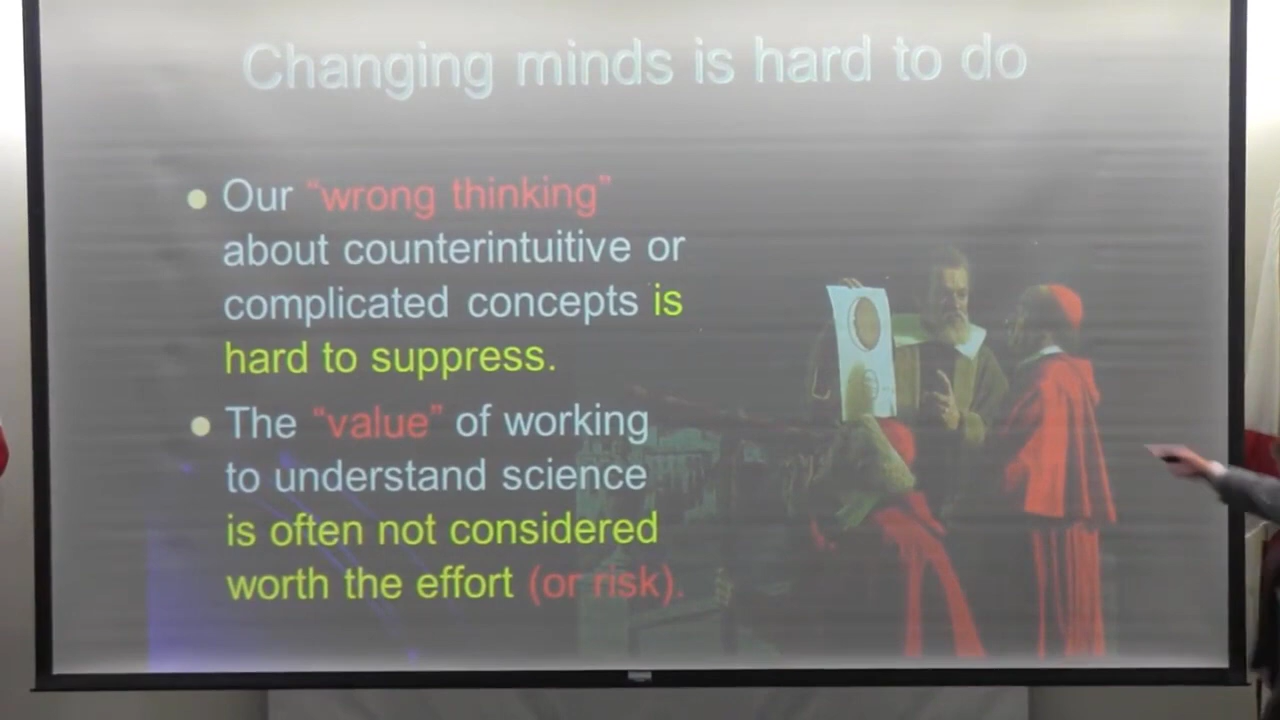 Changing minds is hard to do
Our “wrong thinking”
about counterintuitive or
complicated concepts is
hard to suppress.
The “value” of working
to understand science
is often not considered
worth the effort (or risk).